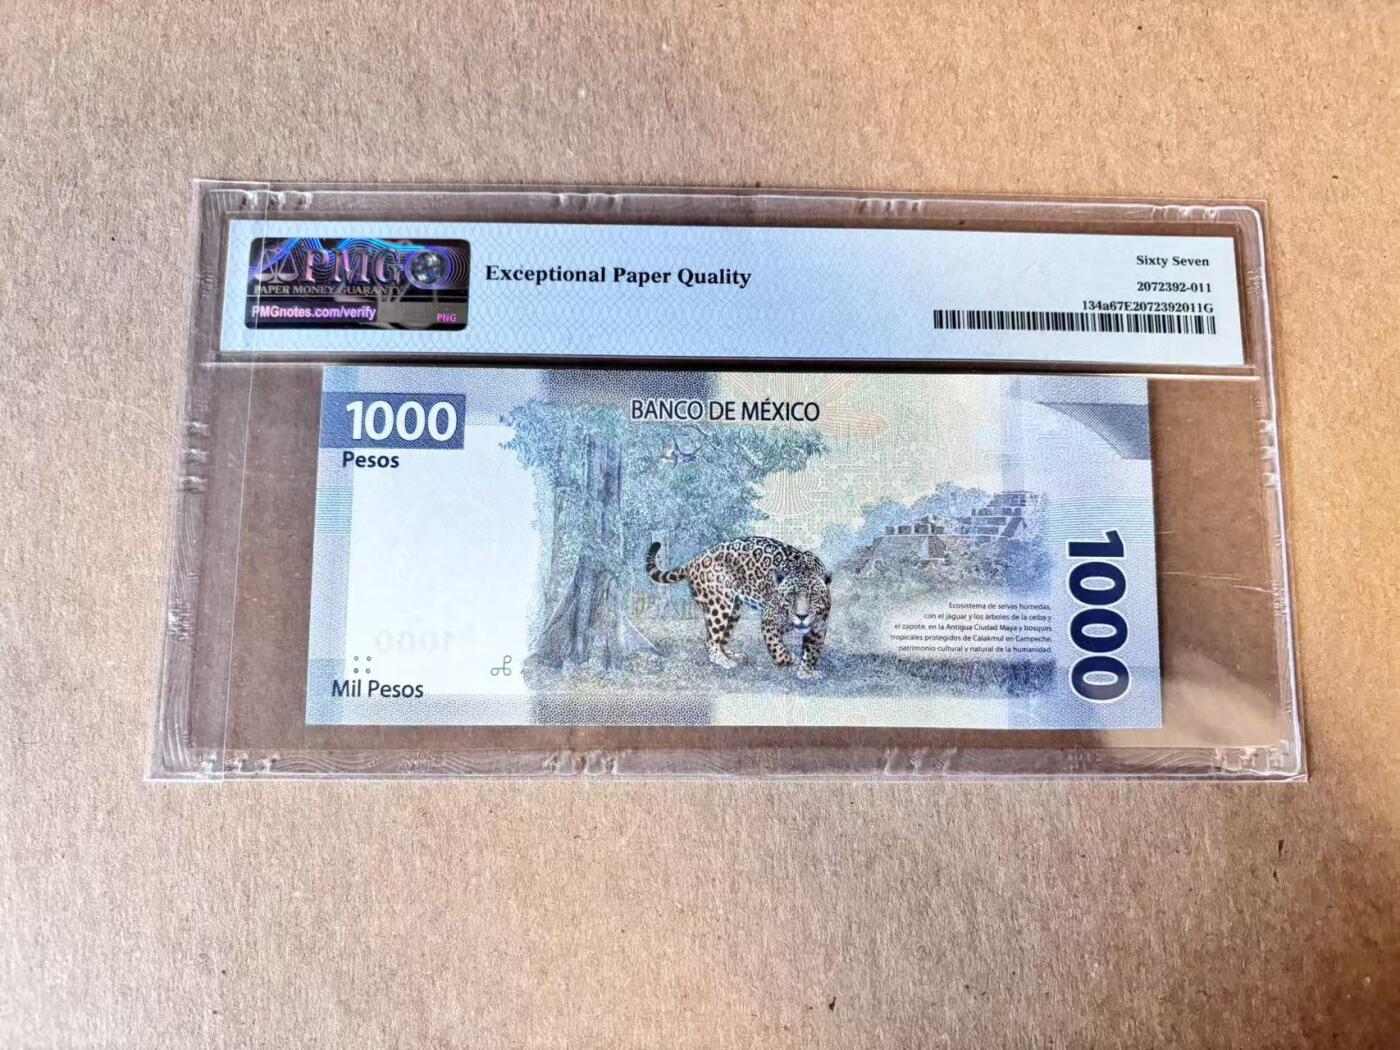 PMG
PAPER MONEY GUARANTY
PMGnotes.com/verify
PNG
Exceptional Paper Quality
Sixty Seven
2072392-011
134a67E2072392011G
1000
Pesos
BANCO DE MÉXICO
Ecosistema de selvas húmedas,
con el jaguar y los árboles de la ceiba y
el zapote, en la Antigua Ciudad Maya y bosques
tropicales protegidos de Calakmul en Campeche,
patrimonio cultural y natural de la humanidad.
1000
1000
Mil Pesos